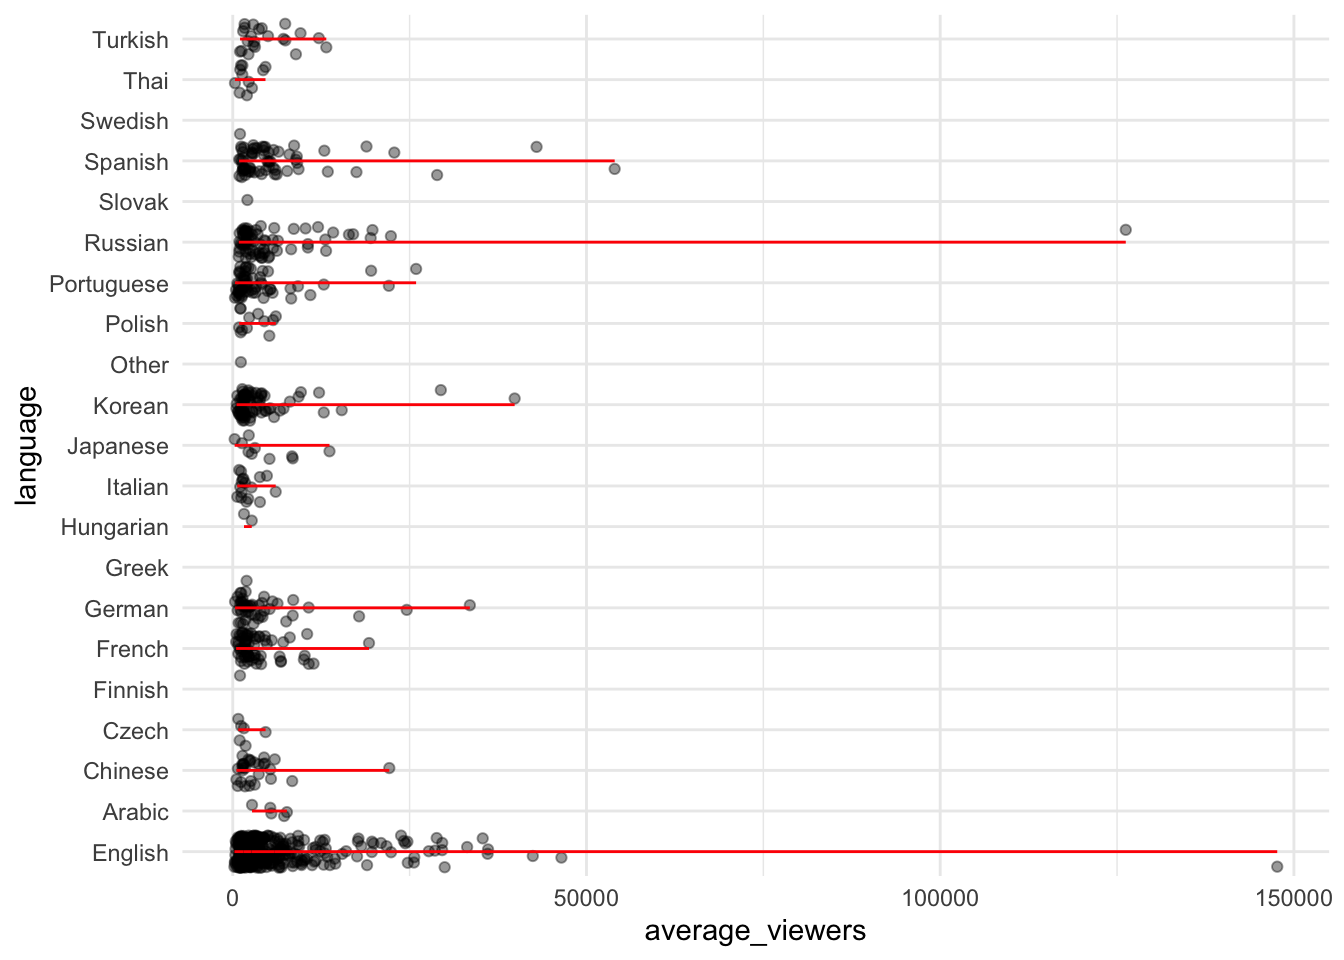 Turkish
Thai
Swedish
Spanish
Slovak
Russian
Portuguese
Polish
Other
Korean
Japanese
Italian
Hungarian
Greek
German
French
Finnish
Czech
Chinese
Arabic
English
language
0 50000 100000 150000
average_viewers